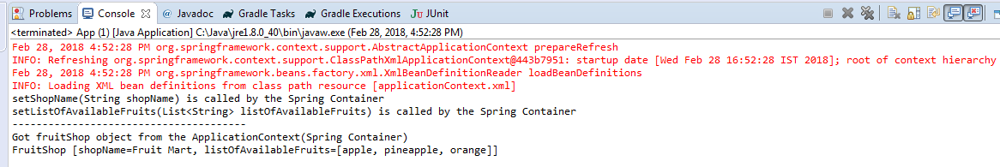 Problems Console Javadoc Gradle Tasks Gradle Executions JUnit
<terminated> App (1) [Java Application] C:\Java\jre1.8.0_40\bin\javaw.exe (Feb 28, 2018 4:52:28 PM)
Feb 28, 2018 4:52:28 PM org.springframework.context.support.AbstractApplicationContext prepareRefresh
INFO: Refreshing org.springframework.context.support.ClassPathXmlApplicationContext@443b7951: startup date [Wed Feb 28 16:52:28 IST 2018]; root of context hierarchy
Feb 28, 2018 4:52:28 PM org.springframework.beans.factory.xml.XmlBeanDefinitionReader loadBeanDefinitions
INFO: Loading XML bean definitions from class path resource [applicationContext.xml]
setShopName(String shopName) is called by the Spring Container
setListOfAvailableFruits(List<String> listOfAvailableFruits) is called by the Spring Container
--------------------------------------
Got fruitShop object from the ApplicationContext(Spring Container)
FruitShop [shopName=Fruit Mart, listOfAvailableFruits=[apple, pineapple, orange]]